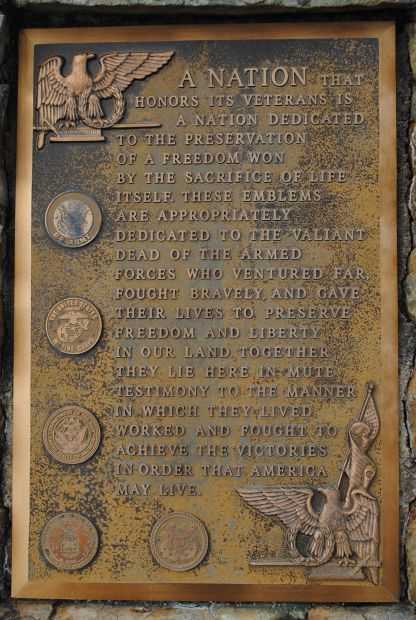 A NATION THAT
HONORS ITS VETERANS IS
A NATION DEDICATED
TO THE PRESERVATION
OF A FREEDOM WON
BY THE SACRIFICE OF LIFE
ITSELF. THESE EMBLEMS
ARE APPROPRIATELY
DEDICATED TO THE VALIANT
DEAD OF THE ARMED
FORCES WHO VENTURED FAR,
FOUGHT BRAVELY, AND GAVE
THEIR LIVES TO PRESERVE
FREEDOM AND LIBERTY
IN OUR LAND. TOGETHER
THEY LIE HERE IN MUTE
TESTIMONY TO THE MANNER
IN WHICH THEY LIVED,
WORKED AND FOUGHT TO
ACHIEVE THE VICTORIES
IN ORDER THAT AMERICA
MAY LIVE.